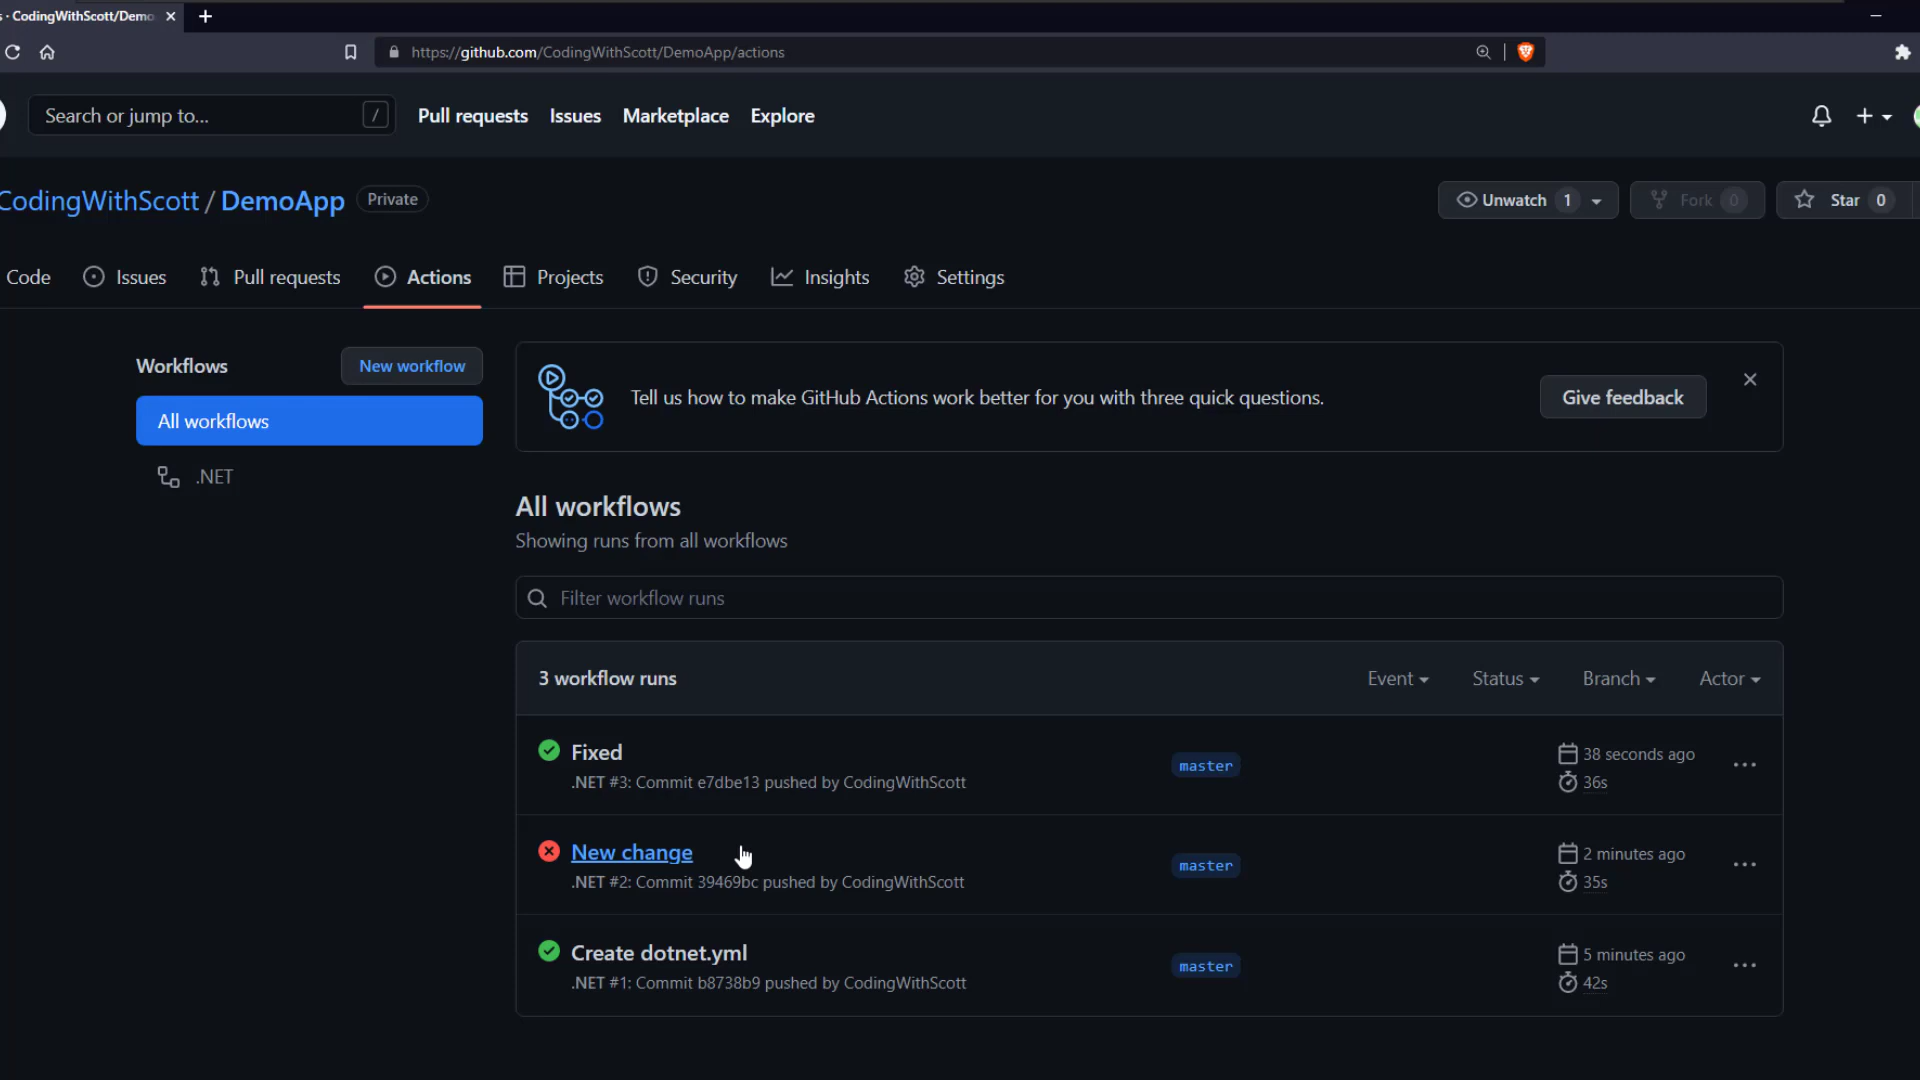 s · CodingWithScott/Demo
https://github.com/CodingWithScott/DemoApp/actions
Search or jump to... /
Pull requests Issues Marketplace Explore
CodingWithScott / DemoApp Private
Unwatch 1 Fork 0 Star 0
Code Issues Pull requests Actions Projects Security Insights Settings
Workflows New workflow
All workflows
.NET
Tell us how to make GitHub Actions work better for you with three quick questions. Give feedback
All workflows
Showing runs from all workflows
Filter workflow runs
3 workflow runs Event Status Branch Actor
Fixed
.NET #3: Commit e7dbe13 pushed by CodingWithScott
master
38 seconds ago
36s
New change
.NET #2: Commit 39469bc pushed by CodingWithScott
master
2 minutes ago
35s
Create dotnet.yml
.NET #1: Commit b8738b9 pushed by CodingWithScott
master
5 minutes ago
42s